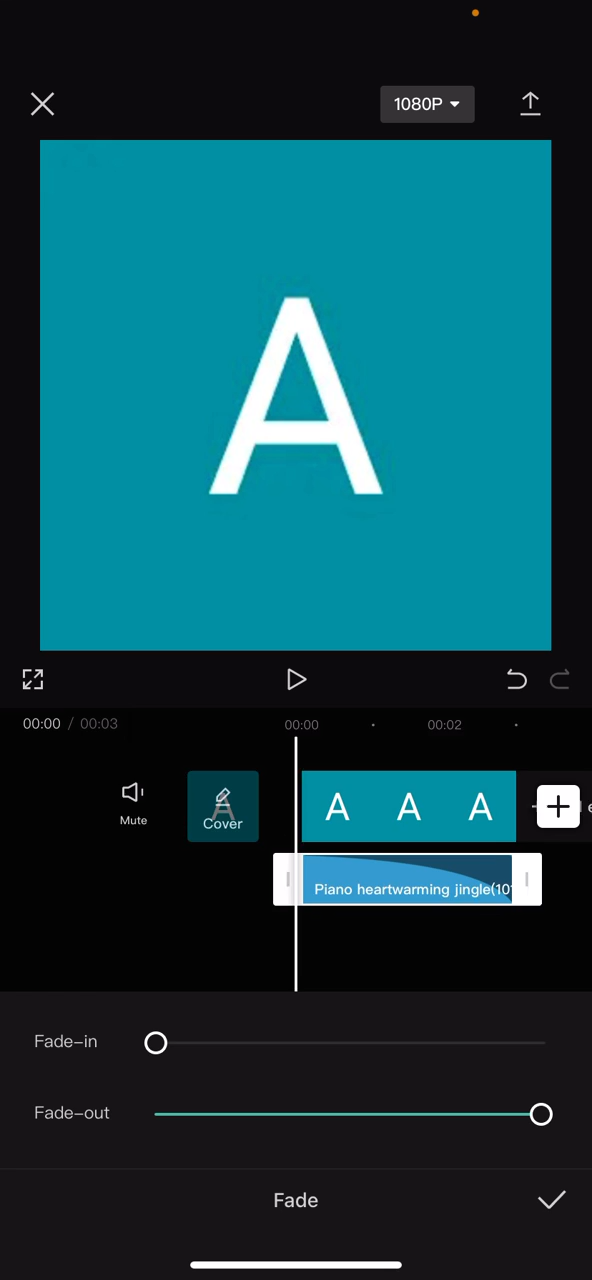 1080P
A
00:00 / 00:03
00:00
00:02
Mute
A
Cover
A A A
Piano heartwarming jingle(10
Fade-in
Fade-out
Fade